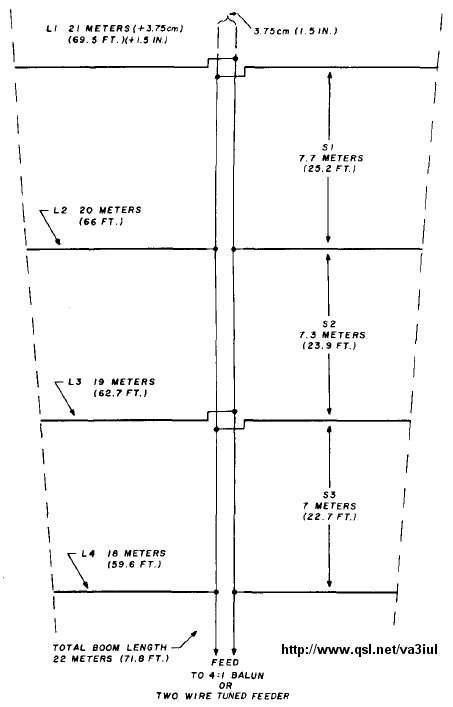 L1 21 METERS (+3.75cm)
(69.5 FT.)(+1.5 IN.)
3.75cm (1.5 IN.)
S1
7.7 METERS
(25.2 FT.)
L2 20 METERS
(66 FT.)
S2
7.3 METERS
(23.9 FT.)
L3 19 METERS
(62.7 FT.)
S3
7 METERS
(22.7 FT.)
L4 18 METERS
(59.6 FT.)
TOTAL BOOM LENGTH
22 METERS (71.8 FT.)
http://www.qsl.net/va3iul
FEED
TO 4:1 BALUN
OR
TWO WIRE TUNED FEEDER